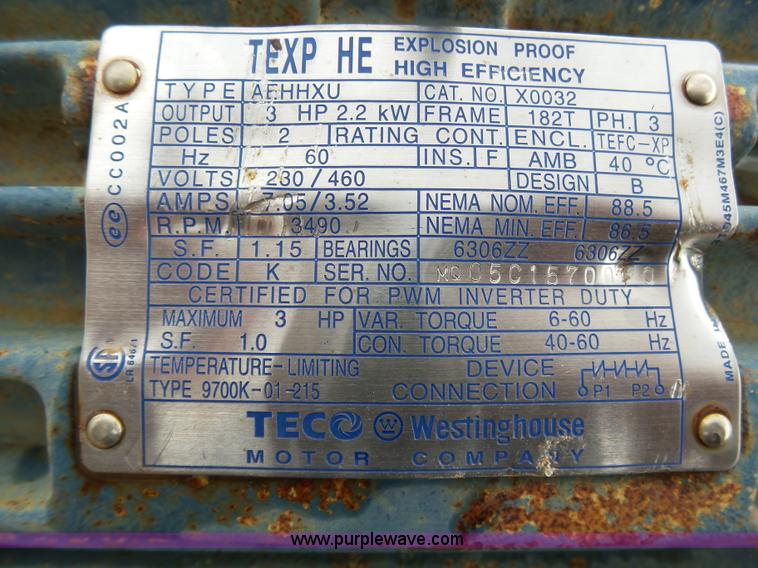 TEXP HE EXPLOSION PROOF
HIGH EFFICIENCY
TYPE AEHHXU CAT. NO. X0032
OUTPUT 3 HP 2.2 kW FRAME 182T PH. 3
POLES 2 RATING CONT. ENCL. TEFC-XP
Hz 60 INS. F AMB 40 °C
VOLTS 230/460 DESIGN B
AMPS 7.05/3.52 NEMA NOM. EFF. 88.5
R.P.M. 3490 NEMA MIN. EFF. 86.5
S.F. 1.15 BEARINGS 6306ZZ 6306ZZ
CODE K SER. NO.
CERTIFIED FOR PWM INVERTER DUTY
MAXIMUM 3 HP VAR. TORQUE 6-60 Hz
S.F. 1.0 CON. TORQUE 40-60 Hz
TEMPERATURE-LIMITING DEVICE
TYPE 9700K-01-215 CONNECTION P1 P2
TECO W Westinghouse
MOTOR COMPANY
ee CC002A
MADE
www.purplewave.com